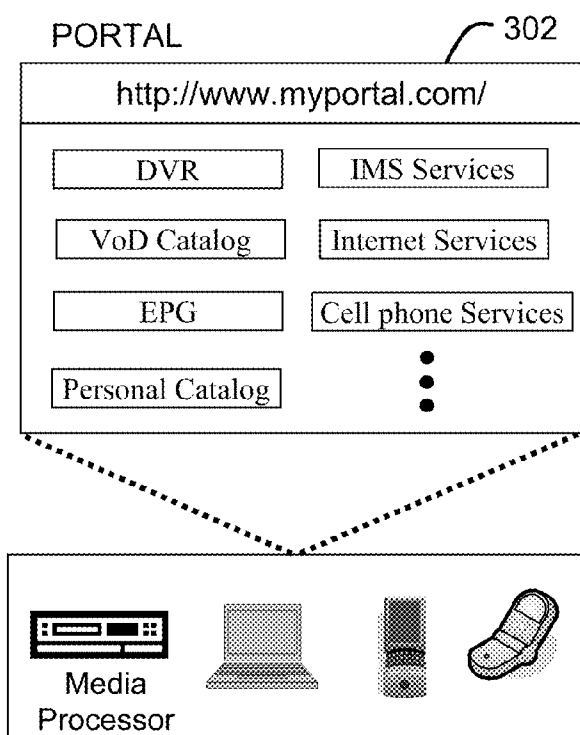 PORTAL
302
http://www.myportal.com/
DVR
IMS Services
VoD Catalog
Internet Services
EPG
Cell phone Services
Personal Catalog
Media
Processor